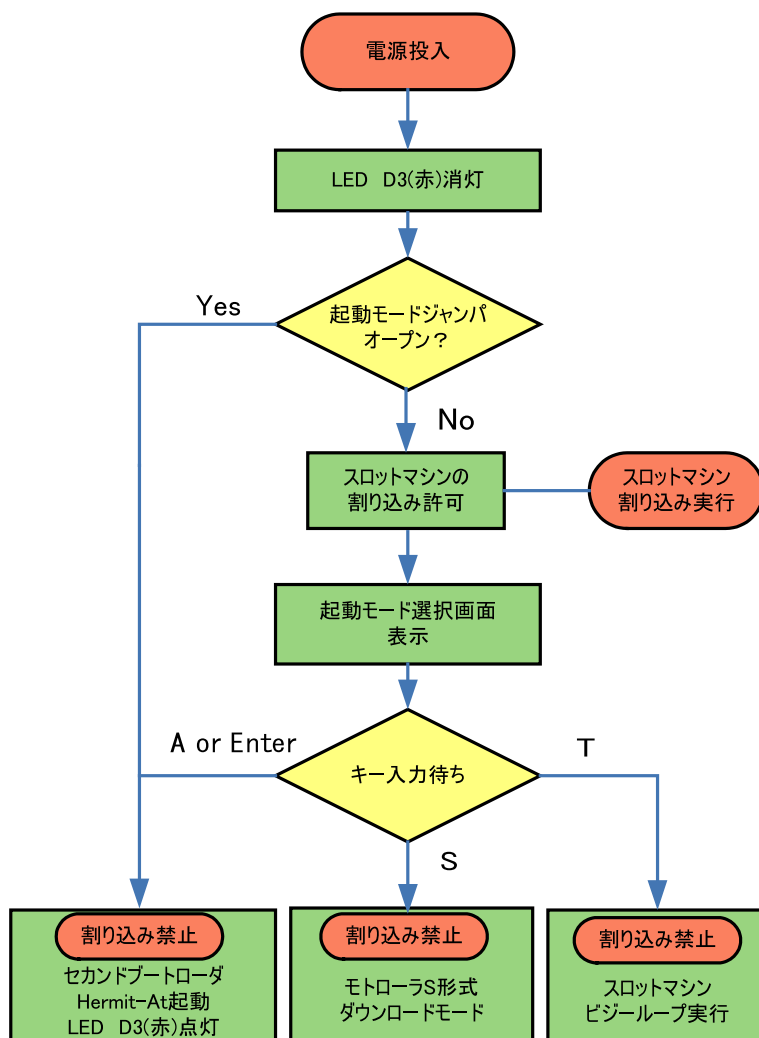 電源投入
LED D3(赤)消灯
Yes
起動モードジャンパ
オープン?
No
スロットマシンの
割り込み許可
スロットマシン
割り込み実行
起動モード選択画面
表示
A or Enter
キー入力待ち
T
S
割り込み禁止
セカンドブートローダ
Hermit-At起動
LED D3(赤)点灯
割り込み禁止
モトローラS形式
ダウンロードモード
割り込み禁止
スロットマシン
ビジーループ実行